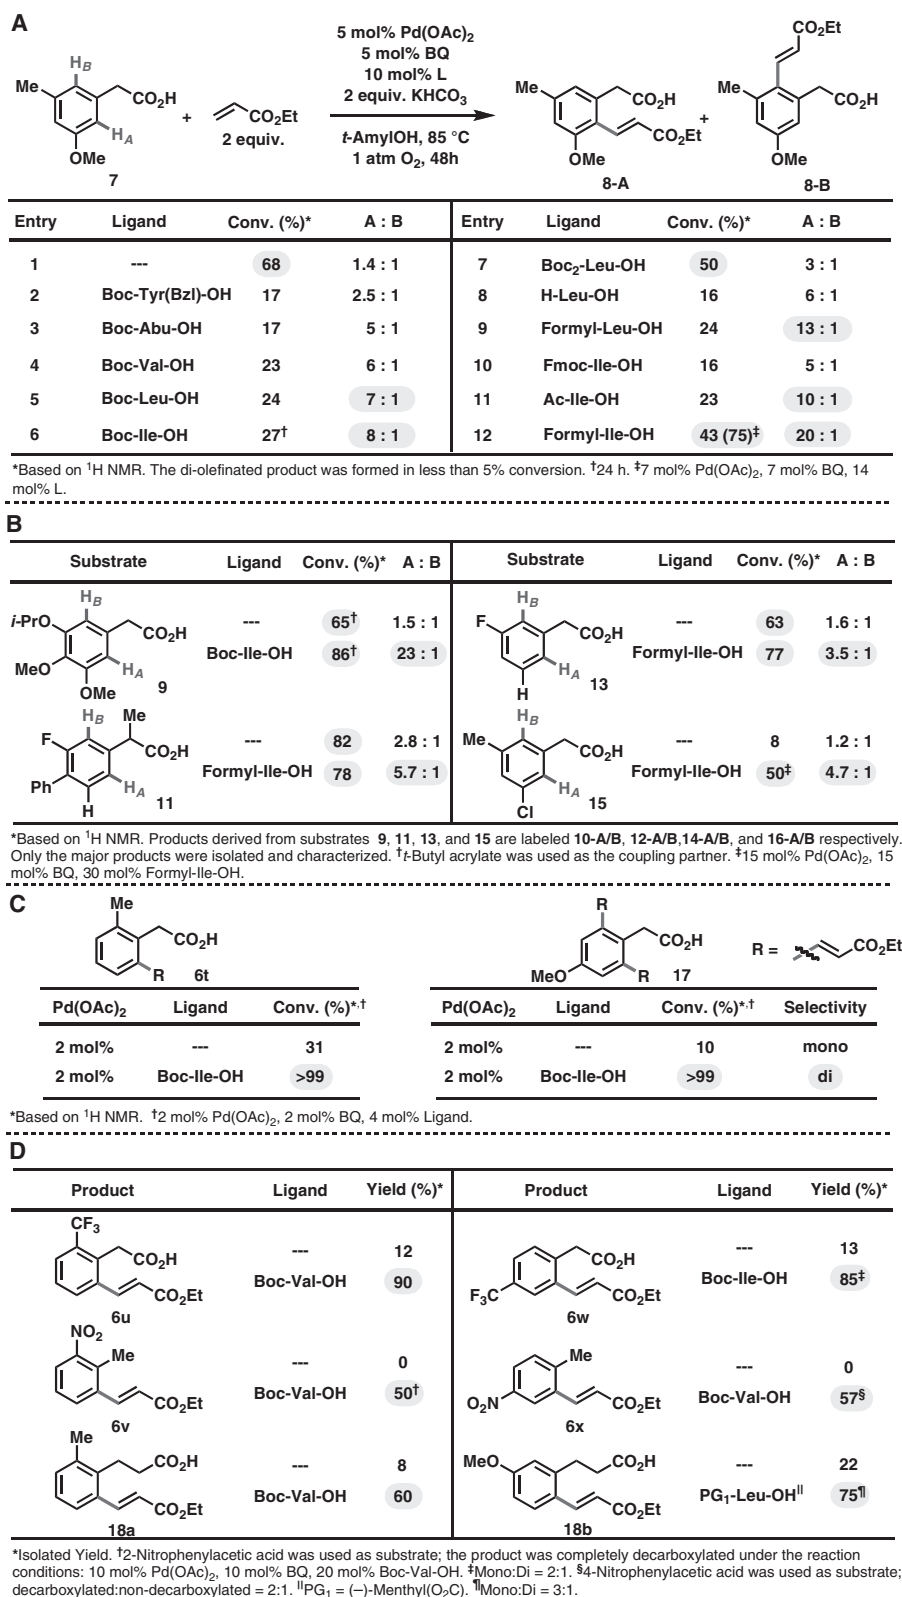 A
5 mol% Pd(OAc)2
5 mol% BQ
10 mol% L
2 equiv. KHCO3
t-AmylOH, 85 °C
1 atm O2, 48h
HB
Me
CO2H
HA
OMe
7
+
CO2Et
2 equiv.
Me
CO2H
CO2Et
OMe
8-A
+
CO2Et
Me
CO2H
OMe
8-B
Entry Ligand Conv. (%)* A : B Entry Ligand Conv. (%)* A : B
1 --- 68 1.4 : 1 7 Boc2-Leu-OH 50 3 : 1
2 Boc-Tyr(Bzl)-OH 17 2.5 : 1 8 H-Leu-OH 16 6 : 1
3 Boc-Abu-OH 17 5 : 1 9 Formyl-Leu-OH 24 13 : 1
4 Boc-Val-OH 23 6 : 1 10 Fmoc-Ile-OH 16 5 : 1
5 Boc-Leu-OH 24 7 : 1 11 Ac-Ile-OH 23 10 : 1
6 Boc-Ile-OH 27† 8 : 1 12 Formyl-Ile-OH 43 (75)‡ 20 : 1
*Based on 1H NMR. The di-olefinated product was formed in less than 5% conversion. †24 h. ‡7 mol% Pd(OAc)2, 7 mol% BQ, 14
mol% L.
B
Substrate Ligand Conv. (%)* A : B Substrate Ligand Conv. (%)* A : B
HB
i-PrO
CO2H
MeO
HA
OMe
9
--- 65† 1.5 : 1
Boc-Ile-OH 86† 23 : 1
HB
F
CO2H
HA
H
13
--- 63 1.6 : 1
Formyl-Ile-OH 77 3.5 : 1
HB
Me
F
CO2H
Ph
HA
H
11
--- 82 2.8 : 1
Formyl-Ile-OH 78 5.7 : 1
HB
Me
CO2H
HA
Cl
15
--- 8 1.2 : 1
Formyl-Ile-OH 50‡ 4.7 : 1
*Based on 1H NMR. Products derived from substrates 9, 11, 13, and 15 are labeled 10-A/B, 12-A/B,14-A/B, and 16-A/B respectively.
Only the major products were isolated and characterized. †t-Butyl acrylate was used as the coupling partner. ‡15 mol% Pd(OAc)2, 15
mol% BQ, 30 mol% Formyl-Ile-OH.
C
Me
CO2H
R
6t
R
CO2H
MeO
R
17
R =
CO2Et
Pd(OAc)2 Ligand Conv. (%)*,† Pd(OAc)2 Ligand Conv. (%)*,† Selectivity
2 mol% --- 31 2 mol% --- 10 mono
2 mol% Boc-Ile-OH >99 2 mol% Boc-Ile-OH >99 di
*Based on 1H NMR. †2 mol% Pd(OAc)2, 2 mol% BQ, 4 mol% Ligand.
D
Product Ligand Yield (%)* Product Ligand Yield (%)*
CF3
CO2H
CO2Et
6u
--- 12
Boc-Val-OH 90
CO2H
F3C
CO2Et
6w
--- 13
Boc-Ile-OH 85‡
NO2
Me
CO2Et
6v
--- 0
Boc-Val-OH 50†
Me
O2N
CO2Et
6x
--- 0
Boc-Val-OH 57§
Me
CO2H
CO2Et
18a
--- 8
Boc-Val-OH 60
MeO
CO2H
CO2Et
18b
--- 22
PG1-Leu-OH|| 75¶
*Isolated Yield. †2-Nitrophenylacetic acid was used as substrate; the product was completely decarboxylated under the reaction
conditions: 10 mol% Pd(OAc)2, 10 mol% BQ, 20 mol% Boc-Val-OH. ‡Mono:Di = 2:1. §4-Nitrophenylacetic acid was used as substrate;
decarboxylated:non-decarboxylated = 2:1. ||PG1 = (–)-Menthyl(O2C). ¶Mono:Di = 3:1.